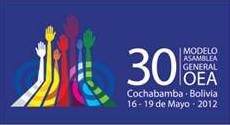 30
MODELO
ASAMBLEA
GENERAL
OEA
Cochabamba · Bolivia
16 - 19 de Mayo · 2012